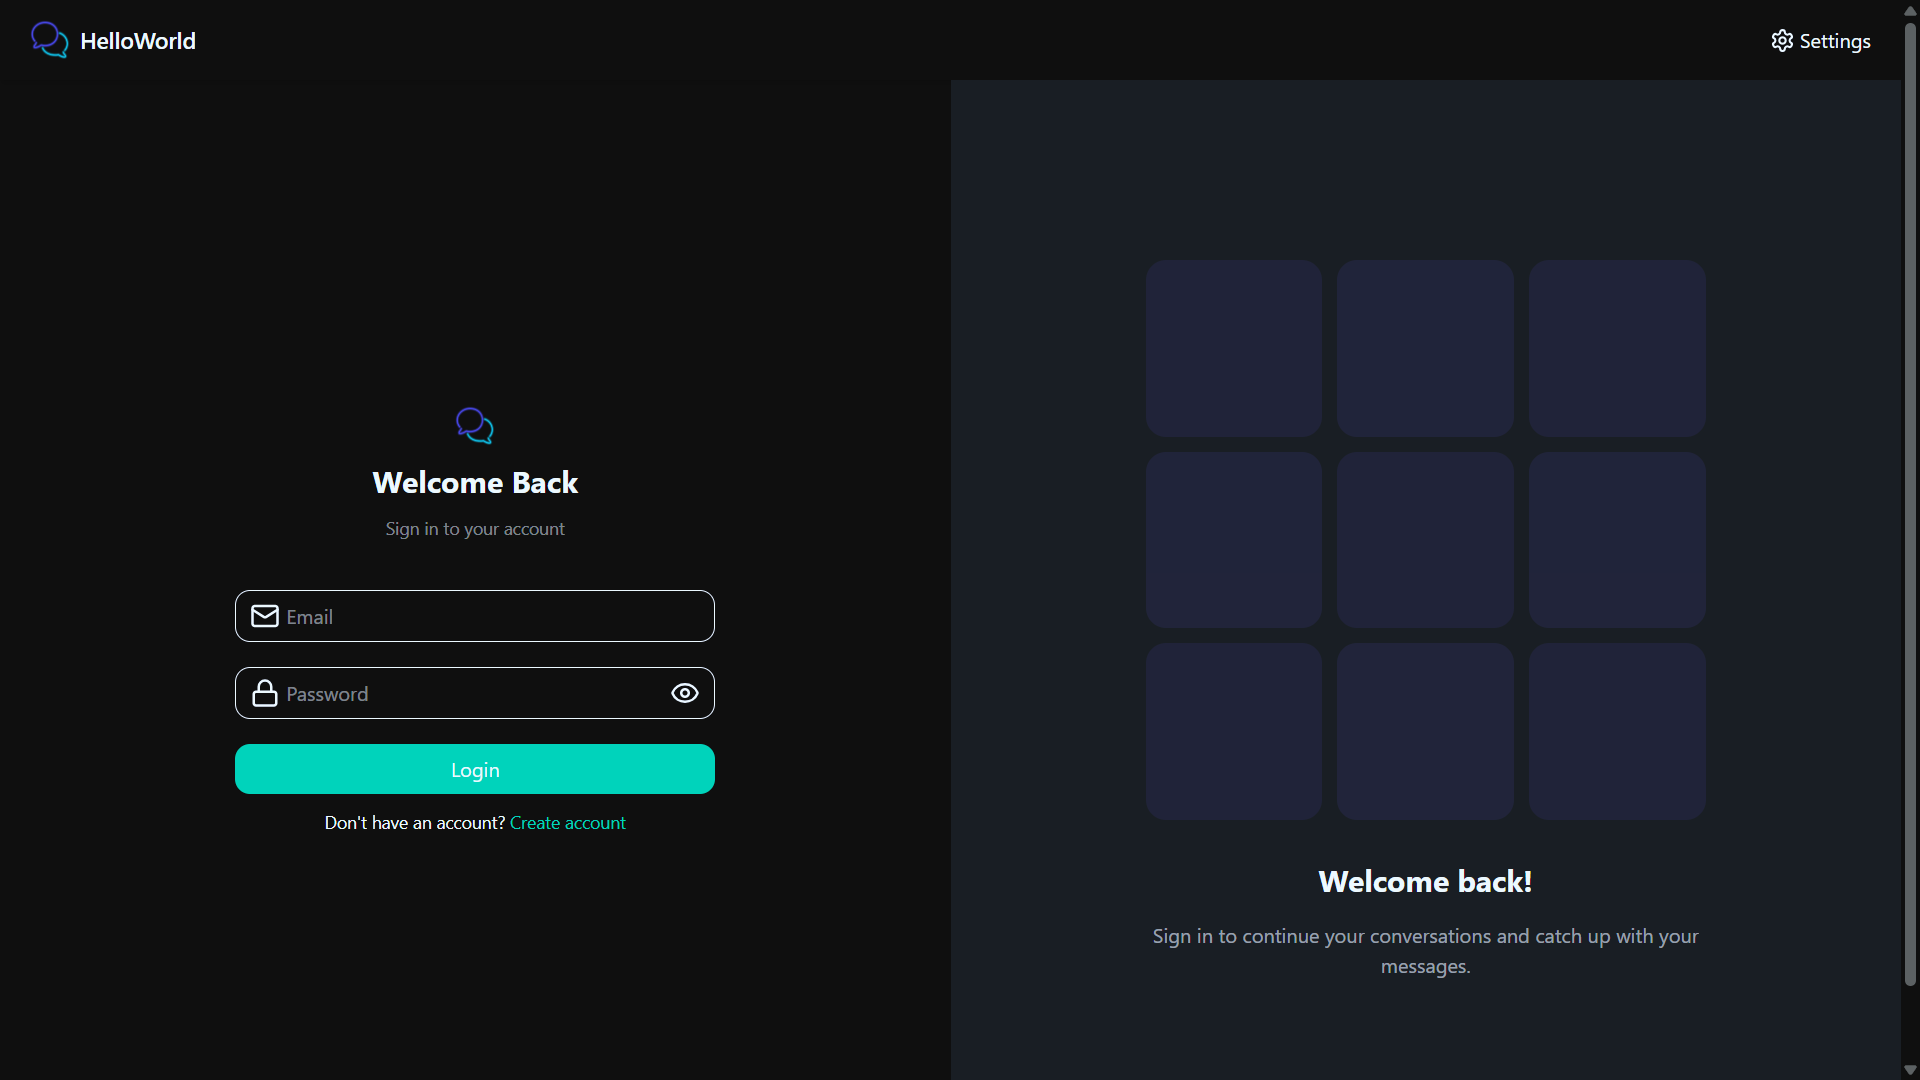 HelloWorld
Settings
Welcome Back
Sign in to your account
Email
Password
Login
Don't have an account? Create account
Welcome back!
Sign in to continue your conversations and catch up with your
messages.